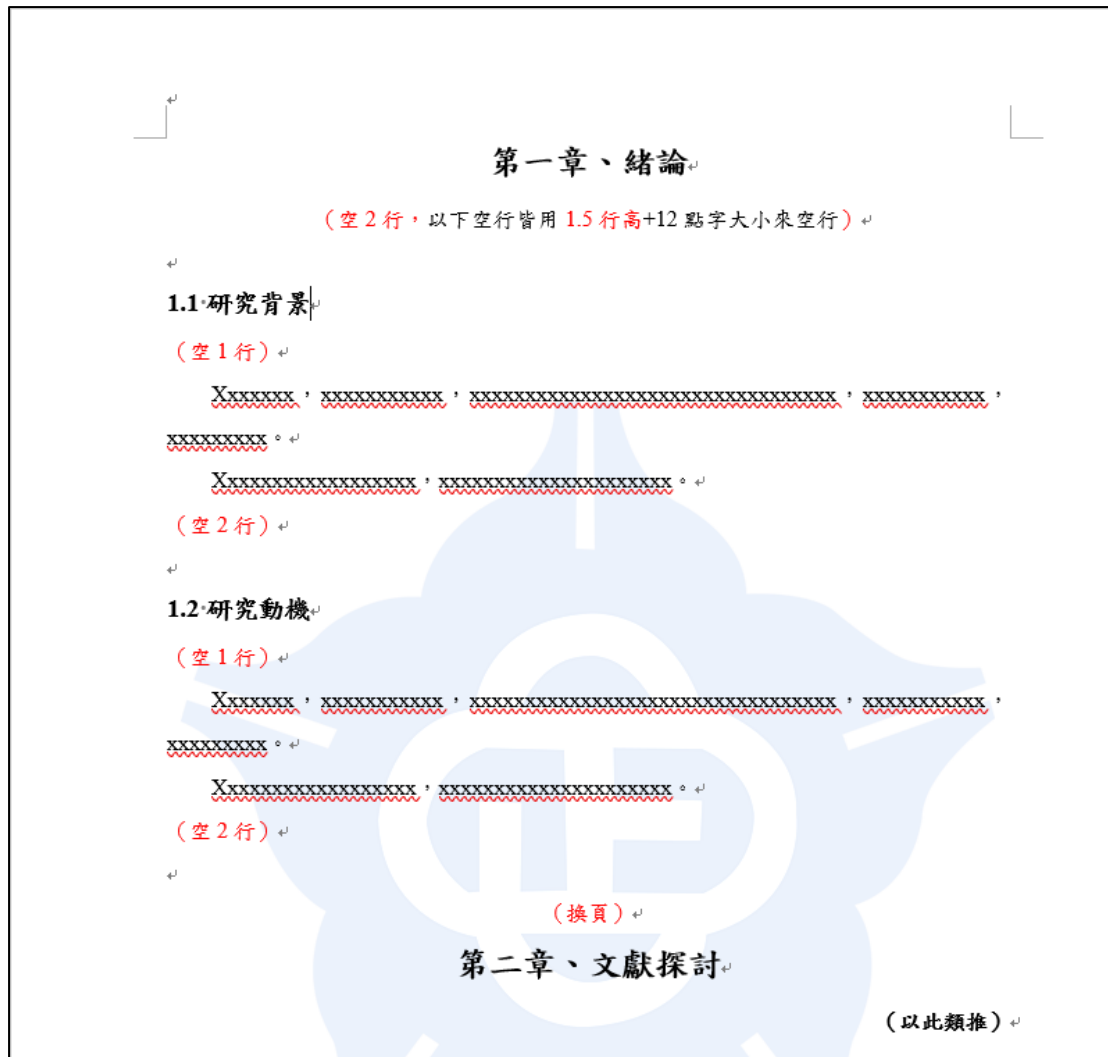 第一章、緒論
（空 2 行，以下空行皆用 1.5 行高+12 點字大小來空行）
1.1 研究背景
（空 1 行）
Xxxxxxx，xxxxxxxxxxx，xxxxxxxxxxxxxxxxxxxxxxxxxxxxxxxxx，xxxxxxxxxxx，
xxxxxxxxx。
Xxxxxxxxxxxxxxxxxx，xxxxxxxxxxxxxxxxxxxxx。
（空 2 行）
1.2 研究動機
（空 1 行）
Xxxxxxx，xxxxxxxxxxx，xxxxxxxxxxxxxxxxxxxxxxxxxxxxxxxxx，xxxxxxxxxxx，
xxxxxxxxx。
Xxxxxxxxxxxxxxxxxx，xxxxxxxxxxxxxxxxxxxxx。
（空 2 行）
（換頁）
第二章、文獻探討
（以此類推）